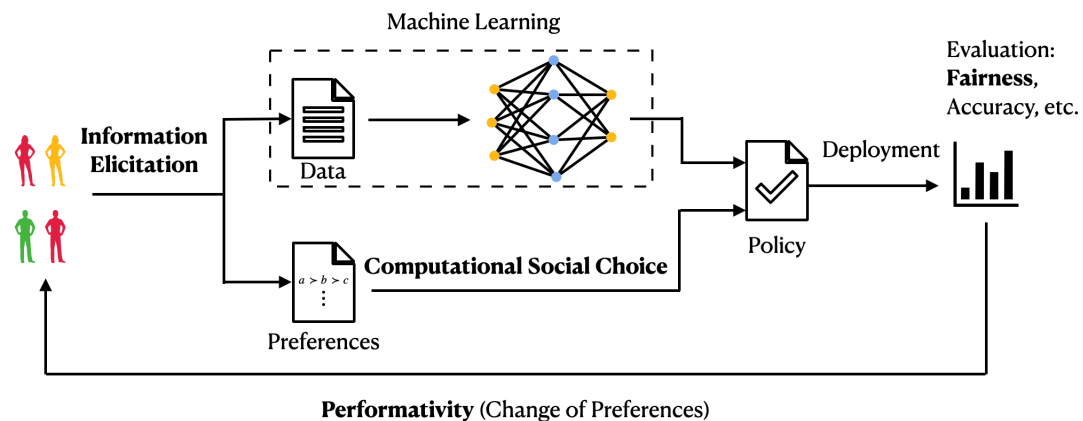 Machine Learning
Evaluation:
Fairness,
Accuracy, etc.
Information
Elicitation
Data
Deployment
Policy
Computational Social Choice
a > b > c
⋮
Preferences
Performativity (Change of Preferences)